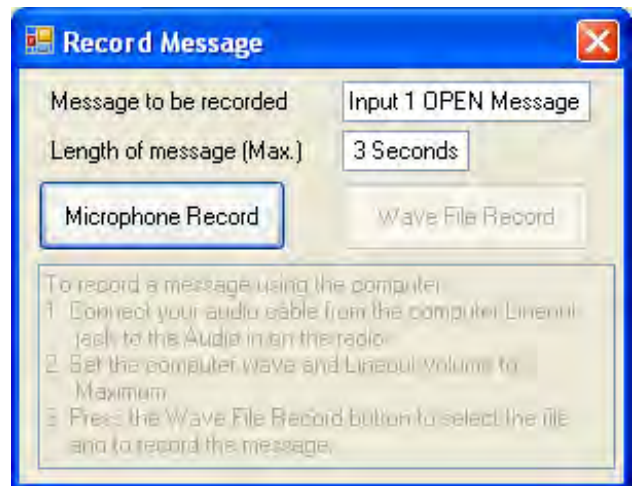 Record Message
Message to be recorded Input 1 OPEN Message
Length of message (Max.) 3 Seconds
Microphone Record Wave File Record
To record a message using the computer
1. Connect your audio cable from the computer Lineout
jack to the Audio in on the radio.
2. Set the computer wave and Lineout volume to
Maximum
3. Press the Wave File Record button to select the file
and to record the message.